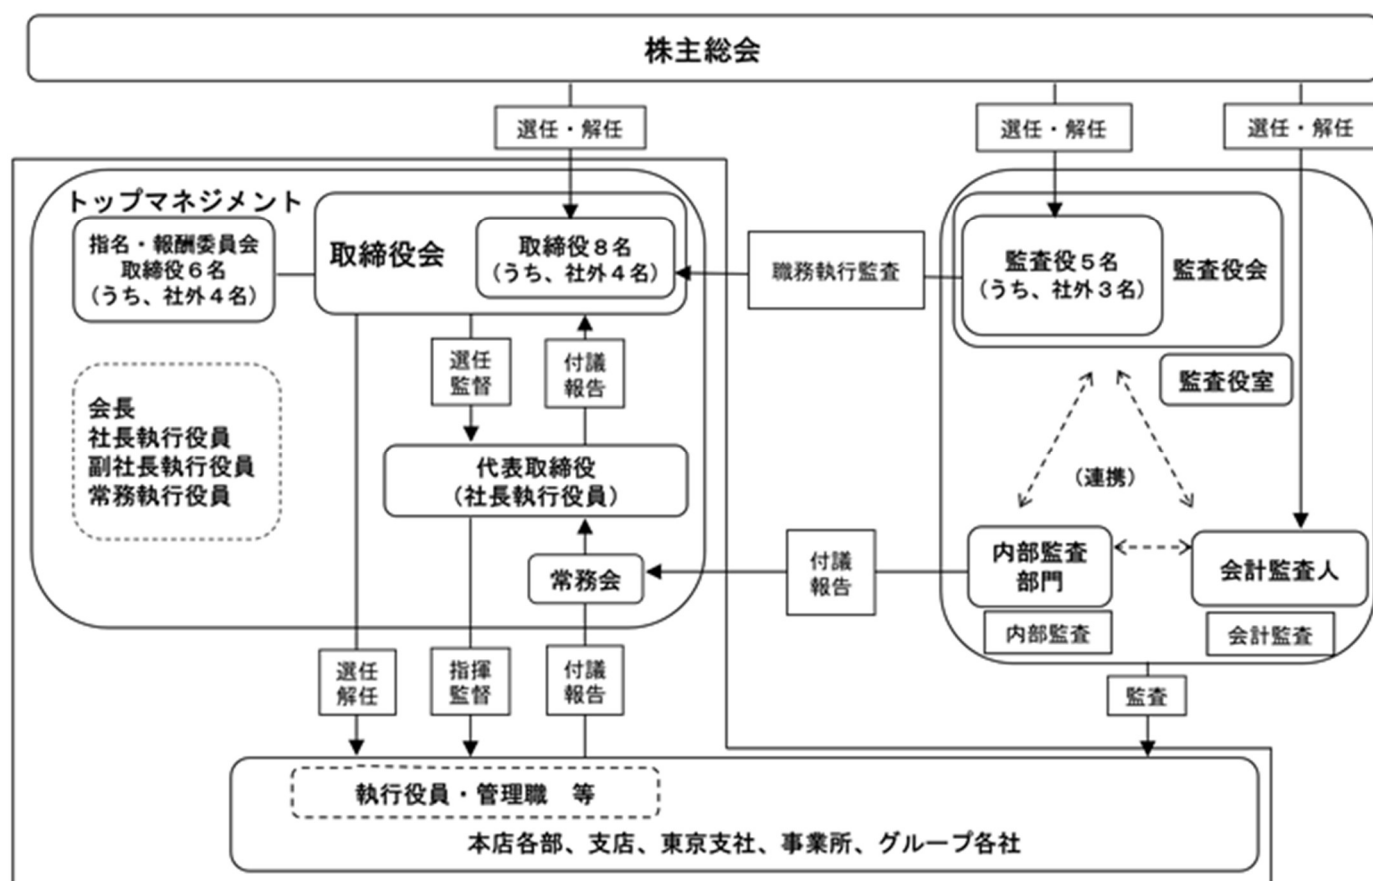 株主総会
選任・解任
選任・解任
選任・解任
トップマネジメント
指名・報酬委員会
取締役６名
（うち、社外４名）
取締役会
取締役８名
（うち、社外４名）
職務執行監査
監査役５名
（うち、社外３名）
監査役会
監査役室
選任
監督
付議
報告
会長
社長執行役員
副社長執行役員
常務執行役員
代表取締役
（社長執行役員）
（連携）
常務会
付議
報告
内部監査
部門
会計監査人
内部監査
会計監査
選任
解任
指揮
監督
付議
報告
監査
執行役員・管理職　等
本店各部、支店、東京支社、事業所、グループ各社